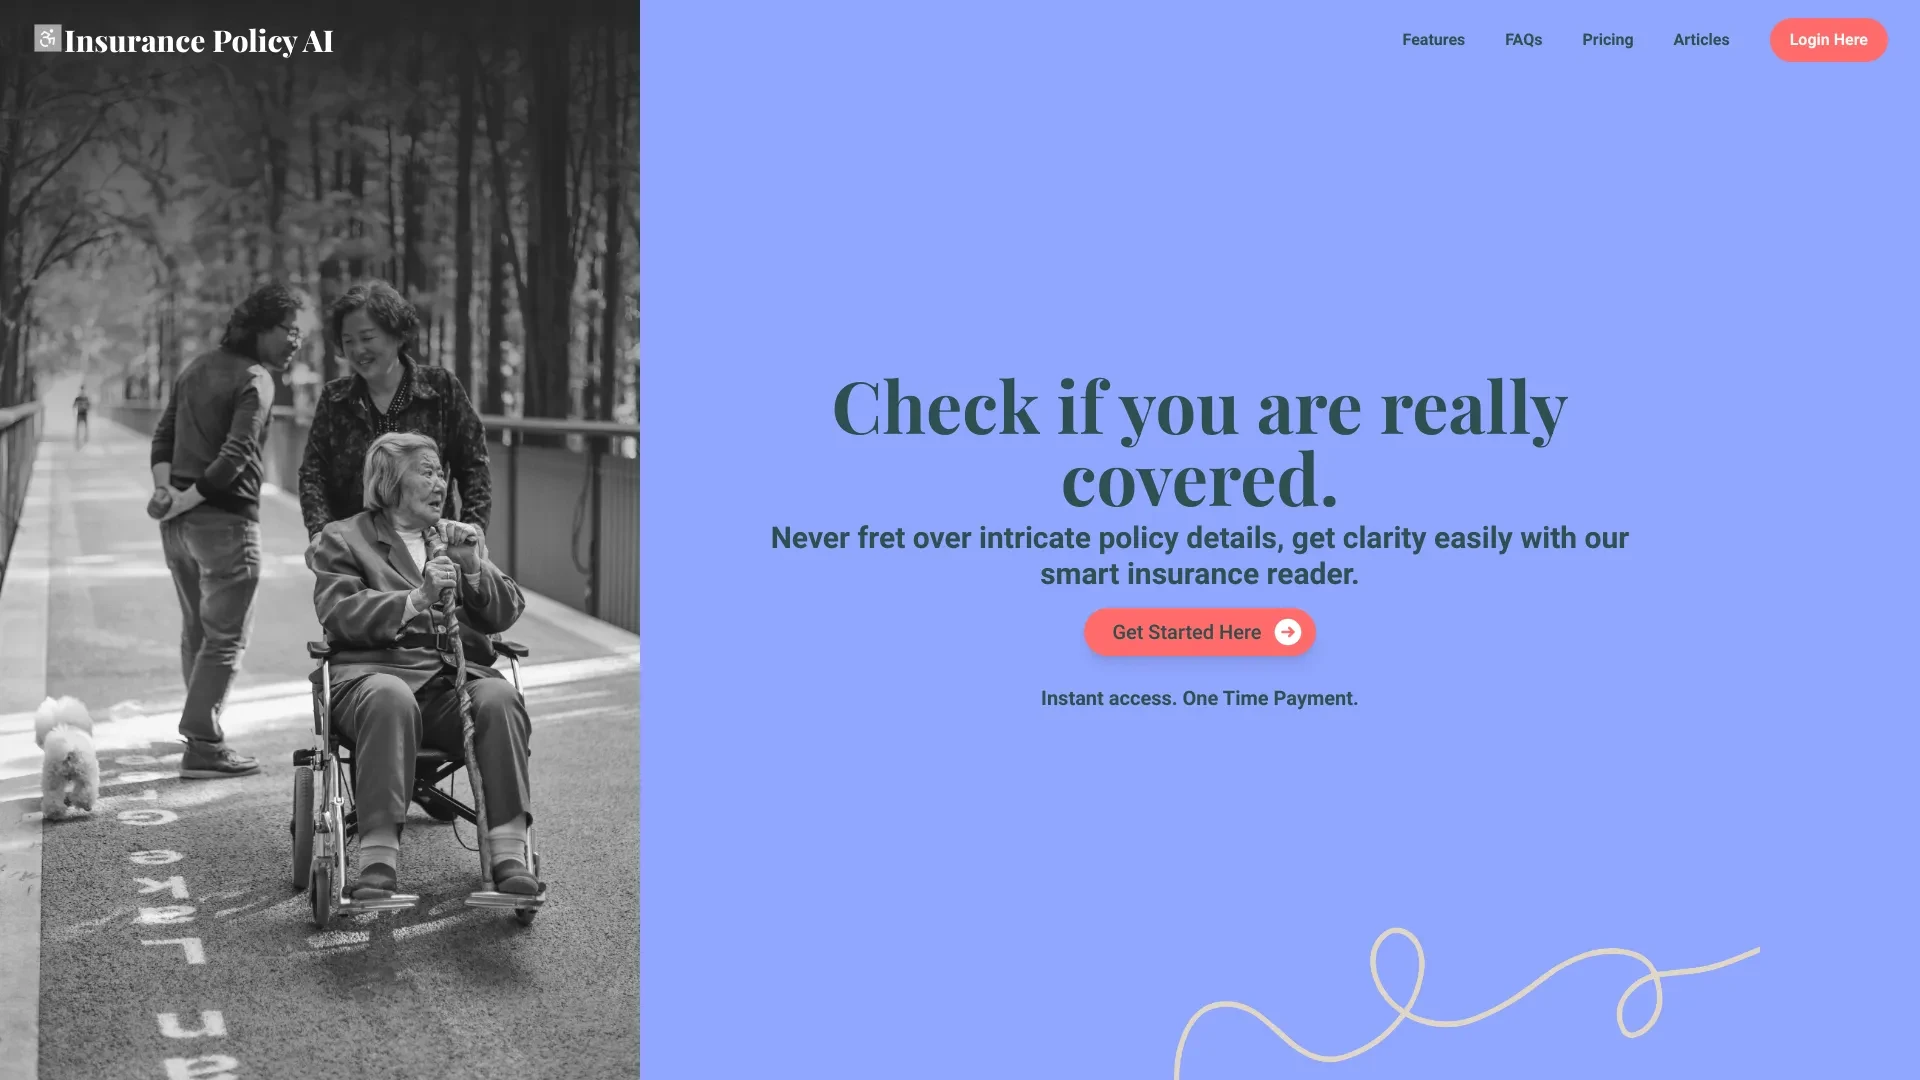 Insurance Policy AI
Features
FAQs
Pricing
Articles
Login Here
Check if you are really
covered.
Never fret over intricate policy details, get clarity easily with our
smart insurance reader.
Get Started Here
Instant access. One Time Payment.